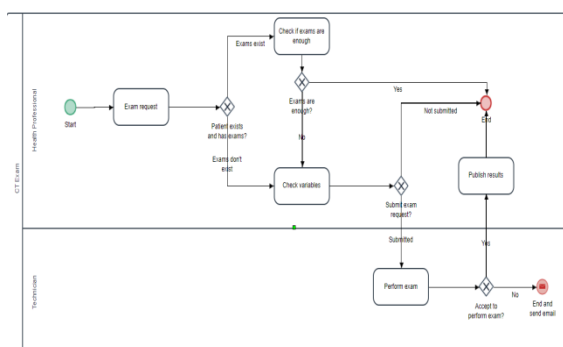 CT Exam
Health Professional
Technician
Start
Exam request
Patient exists
and has exams?
Exams exist
Exams don't
exist
Check if exams are
enough
Exams are
enough?
Yes
No
Check variables
Submit exam
request?
Not submitted
Submitted
End
Publish results
Yes
Perform exam
Accept to
perform exam?
No
End and
send email